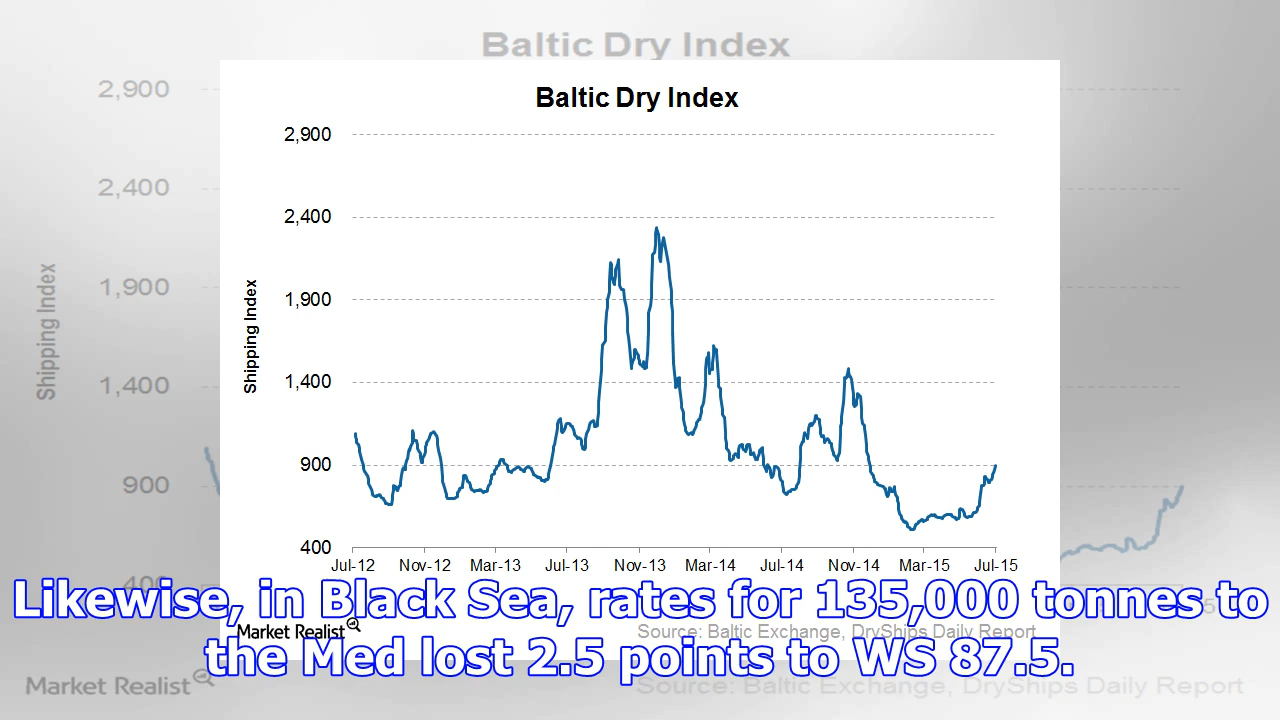 Baltic Dry Index
Baltic Dry Index
2,900
2,400
1,900
1,400
900
400
Shipping Index
Jul-12 Nov-12 Mar-13 Jul-13 Nov-13 Mar-14 Jul-14 Nov-14 Mar-15 Jul-15
Market Realist
Source: Baltic Exchange, DryShips Daily Report
2,900
2,400
1,900
1,400
900
400
Shipping Index
Market Realist
Source: Baltic Exchange, DryShips Daily Report
Likewise, in Black Sea, rates for 135,000 tonnes to
the Med lost 2.5 points to WS 87.5.